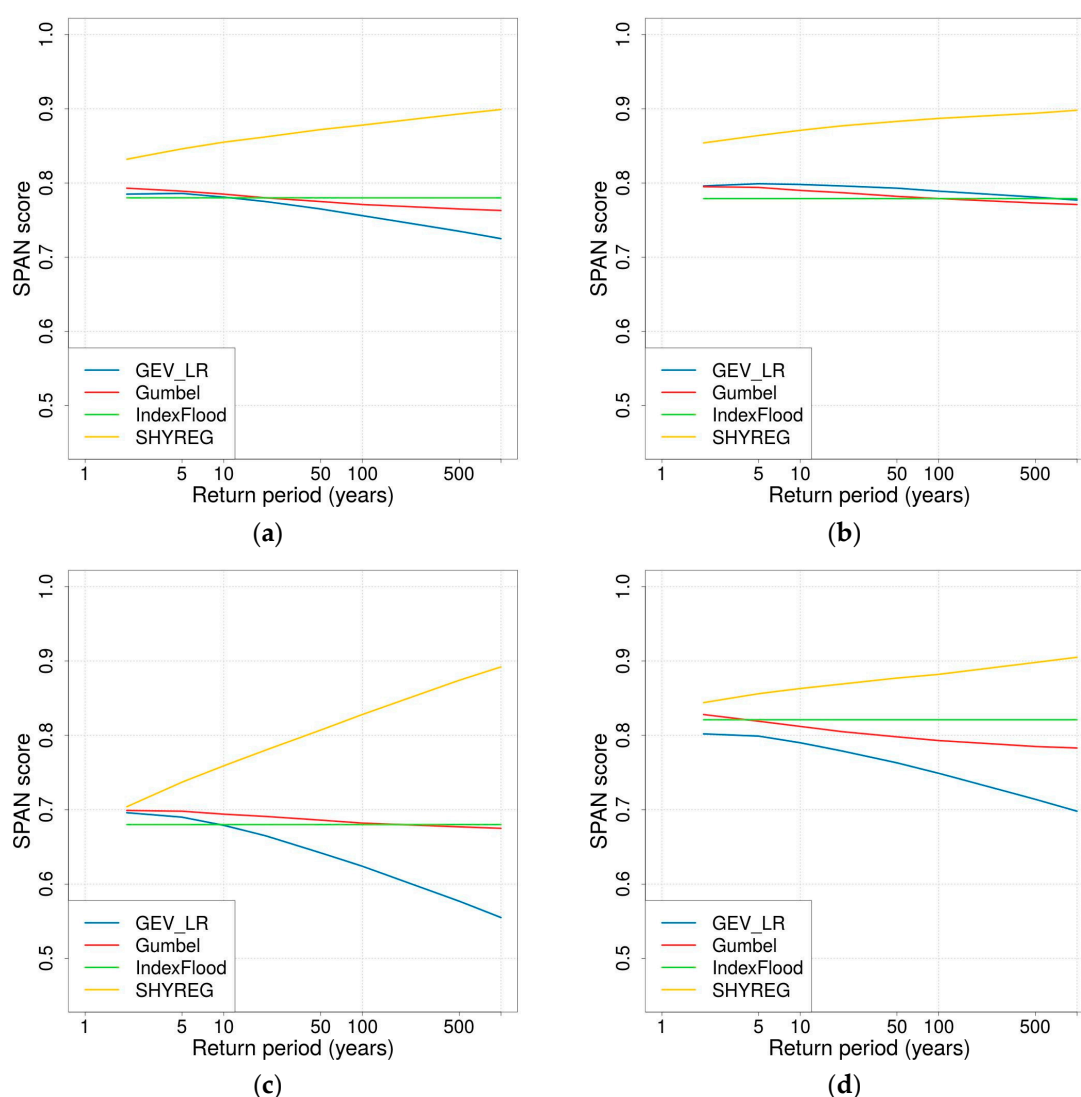 SPAN score
1.0
0.9
0.8
0.7
0.6
0.5
GEV_LR
Gumbel
IndexFlood
SHYREG
1 5 10 50 100 500
Return period (years)
(a)
SPAN score
1.0
0.9
0.8
0.7
0.6
0.5
GEV_LR
Gumbel
IndexFlood
SHYREG
1 5 10 50 100 500
Return period (years)
(b)
SPAN score
1.0
0.9
0.8
0.7
0.6
0.5
GEV_LR
Gumbel
IndexFlood
SHYREG
1 5 10 50 100 500
Return period (years)
(c)
SPAN score
1.0
0.9
0.8
0.7
0.6
0.5
GEV_LR
Gumbel
IndexFlood
SHYREG
1 5 10 50 100 500
Return period (years)
(d)